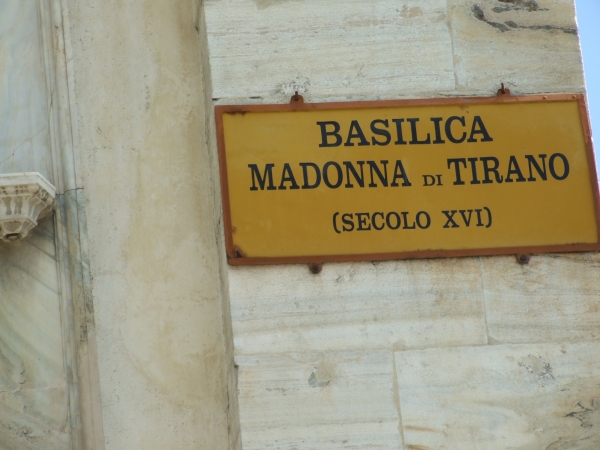 BASILICA
MADONNA DI TIRANO
(SECOLO XVI)